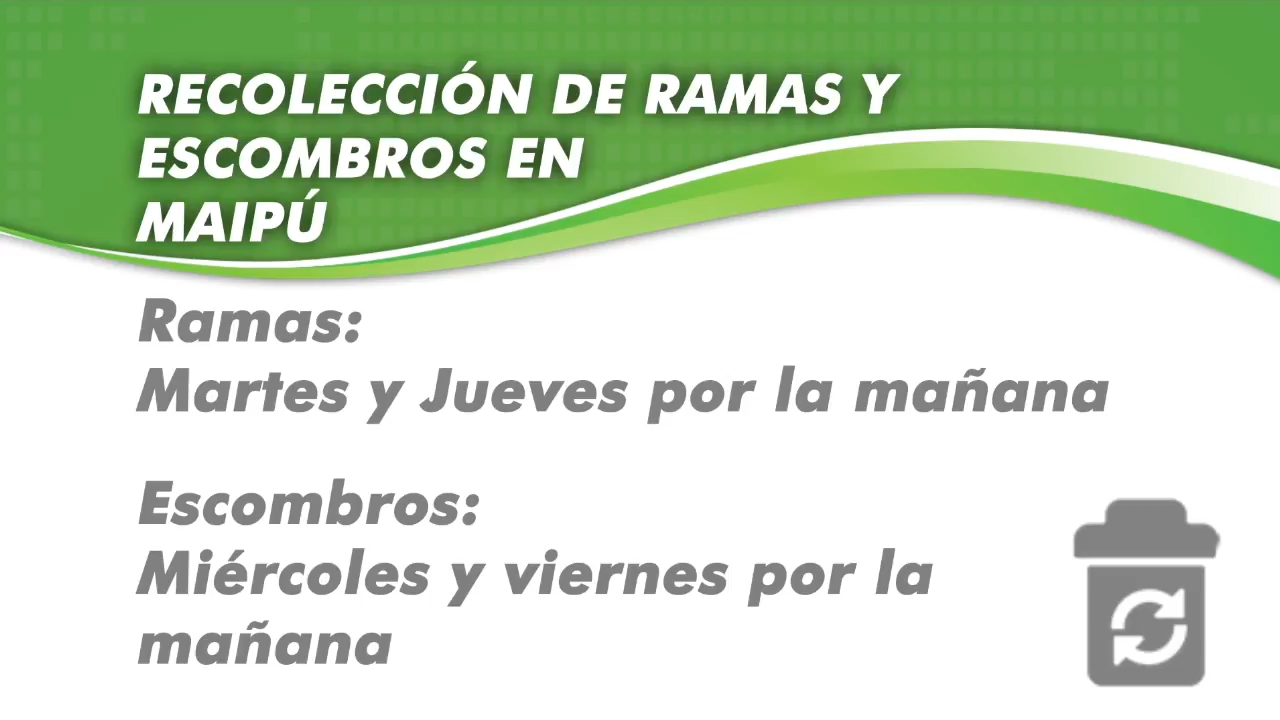 RECOLECCIÓN DE RAMAS Y
ESCOMBROS EN
MAIPÚ
Ramas:
Martes y Jueves por la mañana
Escombros:
Miércoles y viernes por la
mañana